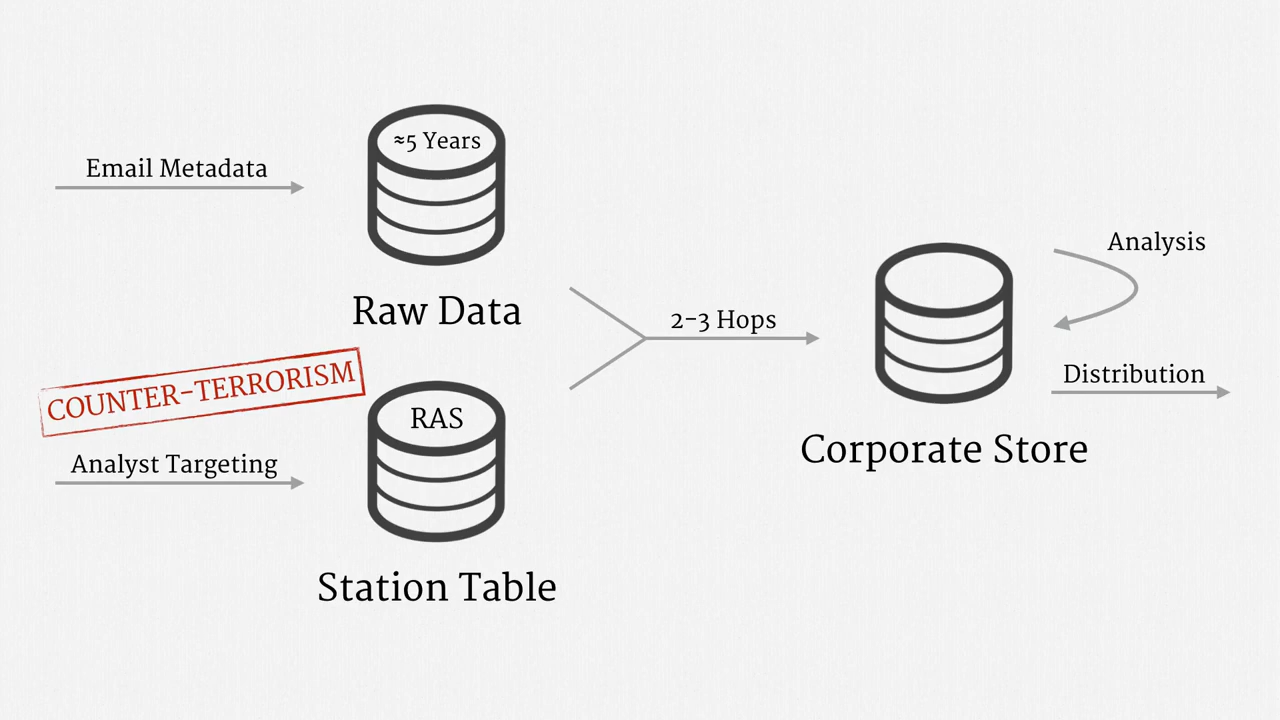 Email Metadata
≈5 Years
Raw Data
COUNTER-TERRORISM
Analyst Targeting
RAS
Station Table
2-3 Hops
Corporate Store
Analysis
Distribution